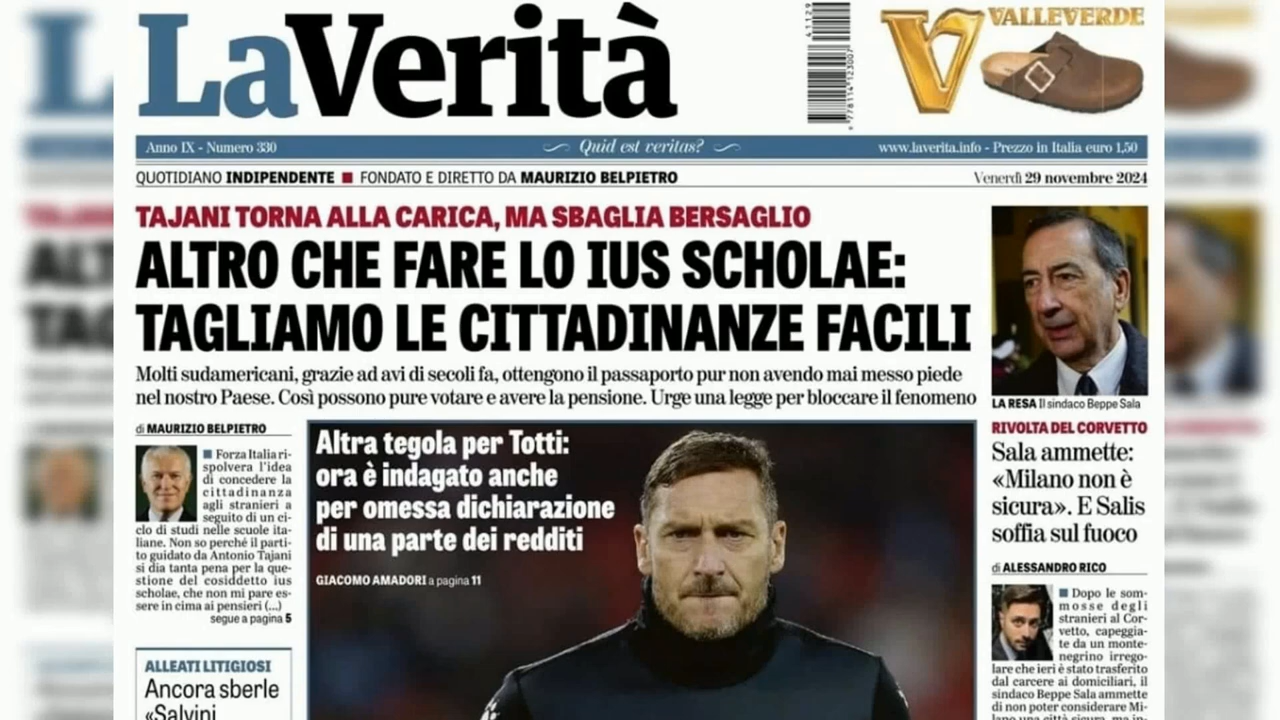 LaVerità
41129
9 778114 123007
VALLEVERDE
Anno IX - Numero 330
Quid est veritas?
www.laverita.info - Prezzo in Italia euro 1,50
QUOTIDIANO INDIPENDENTE ■ FONDATO E DIRETTO DA MAURIZIO BELPIETRO
Venerdì 29 novembre 2024
TAJANI TORNA ALLA CARICA, MA SBAGLIA BERSAGLIO
ALTRO CHE FARE LO IUS SCHOLAE:
TAGLIAMO LE CITTADINANZE FACILI
Molti sudamericani, grazie ad avi di secoli fa, ottengono il passaporto pur non avendo mai messo piede
nel nostro Paese. Così possono pure votare e avere la pensione. Urge una legge per bloccare il fenomeno
di MAURIZIO BELPIETRO
■ Forza Italia ri-
spolvera l'idea
di concedere la
cittadinanza
agli stranieri a
seguito di un ci-
clo di studi nelle scuole ita-
liane. Non so perché il parti-
to guidato da Antonio Tajani
si dia tanta pena per la que-
stione del cosiddetto ius
scholae, che non mi pare es-
sere in cima ai pensieri (...)
segue a pagina 5
ALLEATI LITIGIOSI
Ancora sberle
«Salvini
Altra tegola per Totti:
ora è indagato anche
per omessa dichiarazione
di una parte dei redditi
GIACOMO AMADORI a pagina 11
LA RESA Il sindaco Beppe Sala
RIVOLTA DEL CORVETTO
Sala ammette:
«Milano non è
sicura». E Salis
soffia sul fuoco
di ALESSANDRO RICO
■ Dopo le som-
mosse degli
stranieri al Cor-
vetto, capeggia-
te da un monte-
negrino irrego-
lare che ieri è stato trasferito
dal carcere ai domiciliari, il
sindaco Beppe Sala ammette
di non poter considerare Mi-